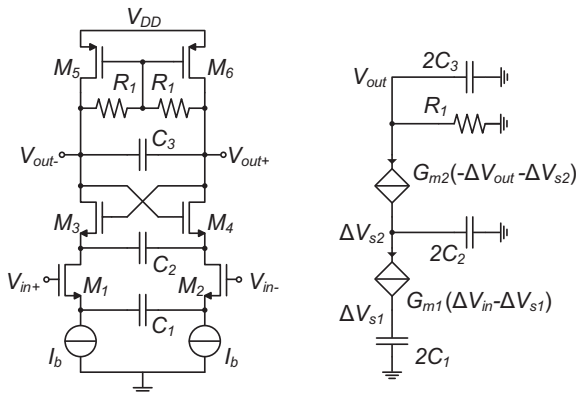 V_DD
M_5
M_6
R_1 R_1
V_out- C_3 V_out+
M_3 M_4
C_2
V_in+ M_1 M_2 V_in-
C_1
I_b I_b
2C_3
V_out
R_1
G_m2(-ΔV_out -ΔV_s2)
ΔV_s2
2C_2
G_m1(ΔV_in-ΔV_s1)
ΔV_s1
2C_1